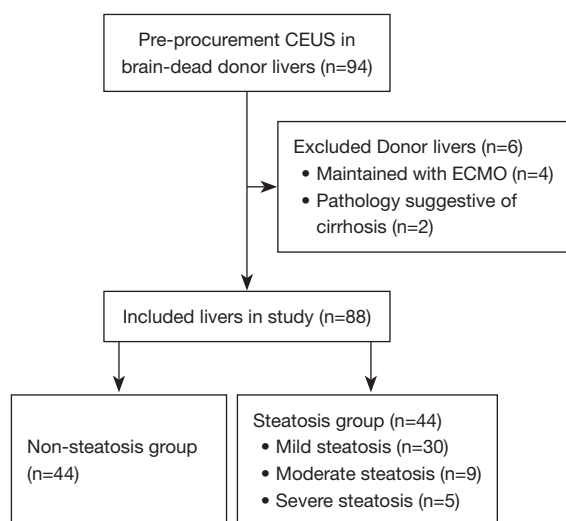 Pre-procurement CEUS in
brain-dead donor livers (n=94)
Excluded Donor livers (n=6)
• Maintained with ECMO (n=4)
• Pathology suggestive of
cirrhosis (n=2)
Included livers in study (n=88)
Non-steatosis group
(n=44)
Steatosis group (n=44)
• Mild steatosis (n=30)
• Moderate steatosis (n=9)
• Severe steatosis (n=5)